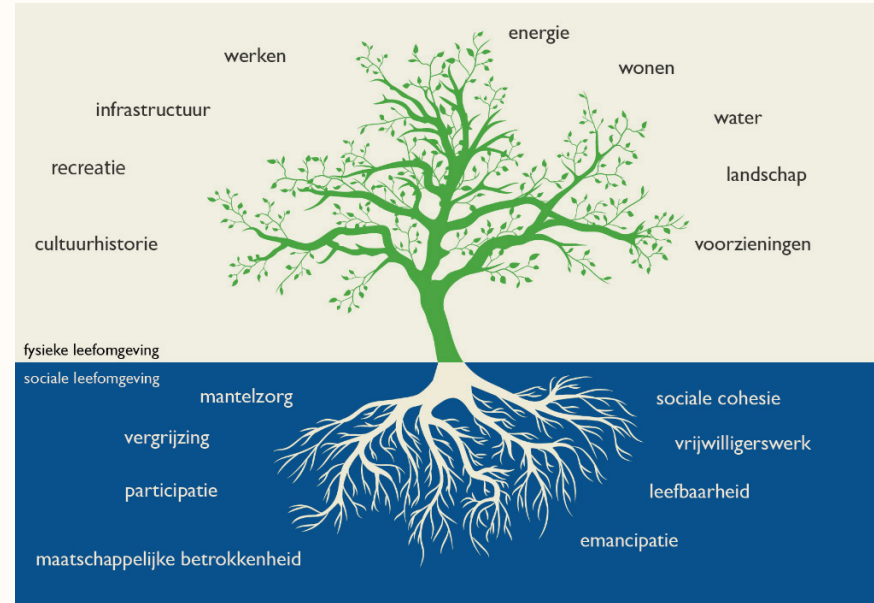 energie
werken
wonen
infrastructuur
water
recreatie
landschap
cultuurhistorie
voorzieningen
fysieke leefomgeving
sociale leefomgeving
mantelzorg
sociale cohesie
vergrijzing
vrijwilligerswerk
participatie
leefbaarheid
emancipatie
maatschappelijke betrokkenheid